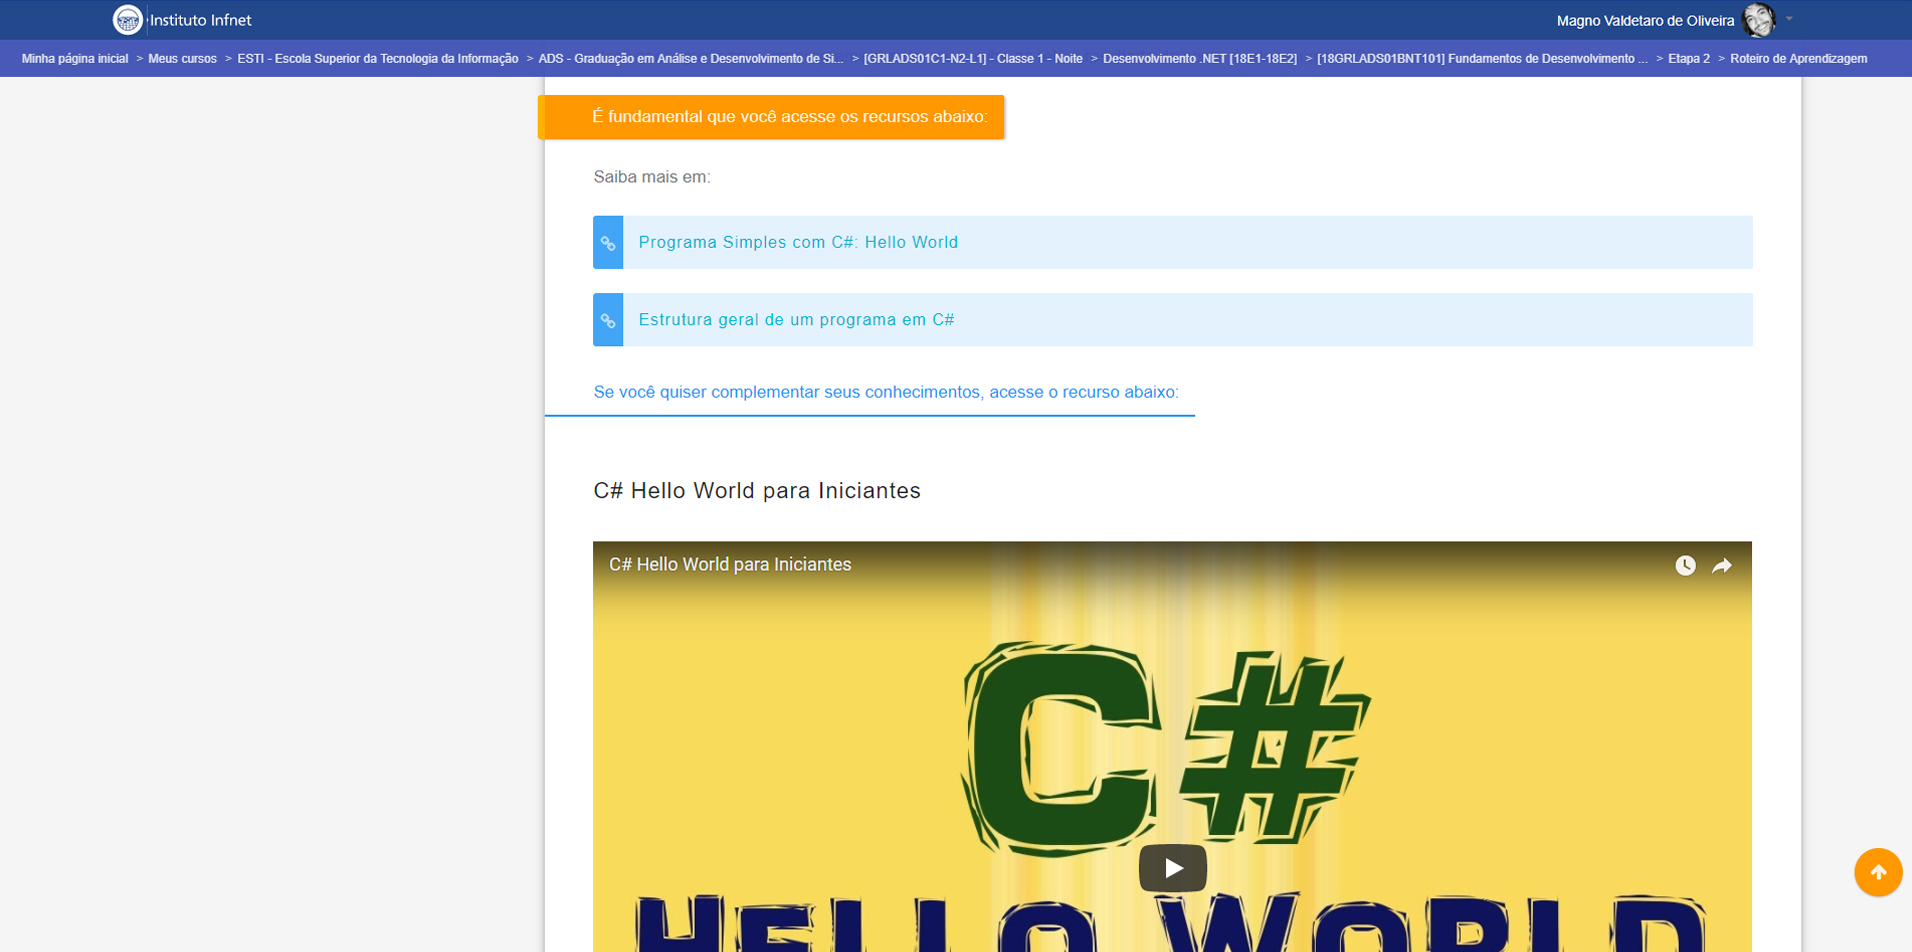 Instituto Infnet
Magno Valdetaro de Oliveira
Minha página inicial > Meus cursos > ESTI - Escola Superior da Tecnologia da Informação > ADS - Graduação em Análise e Desenvolvimento de Si... > [GRLADS01C1-N2-L1] - Classe 1 - Noite > Desenvolvimento .NET [18E1-18E2] > [18GRLADS01BNT101] Fundamentos de Desenvolvimento ... > Etapa 2 > Roteiro de Aprendizagem
É fundamental que você acesse os recursos abaixo:
Saiba mais em:
Programa Simples com C#: Hello World
Estrutura geral de um programa em C#
Se você quiser complementar seus conhecimentos, acesse o recurso abaixo:
C# Hello World para Iniciantes
C# Hello World para Iniciantes
C#
HELLO WORLD